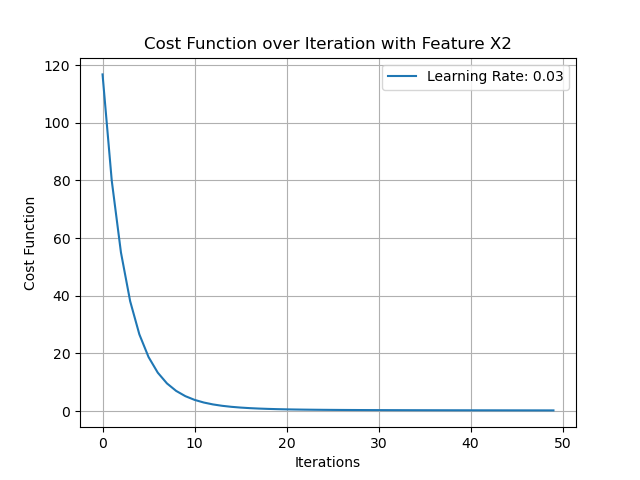 Cost Function over Iteration with Feature X2
Learning Rate: 0.03
120
100
80
60
40
20
0
Cost Function
0 10 20 30 40 50
Iterations